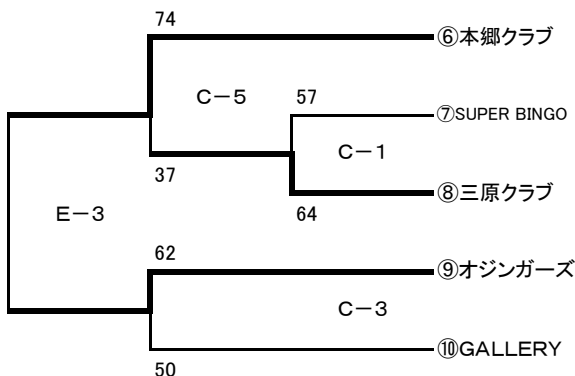 74
⑥本郷クラブ
C-5
57
⑦SUPER BINGO
C-1
37
⑧三原クラブ
64
E-3
62
⑨オジンガーズ
C-3
⑩GALLERY
50